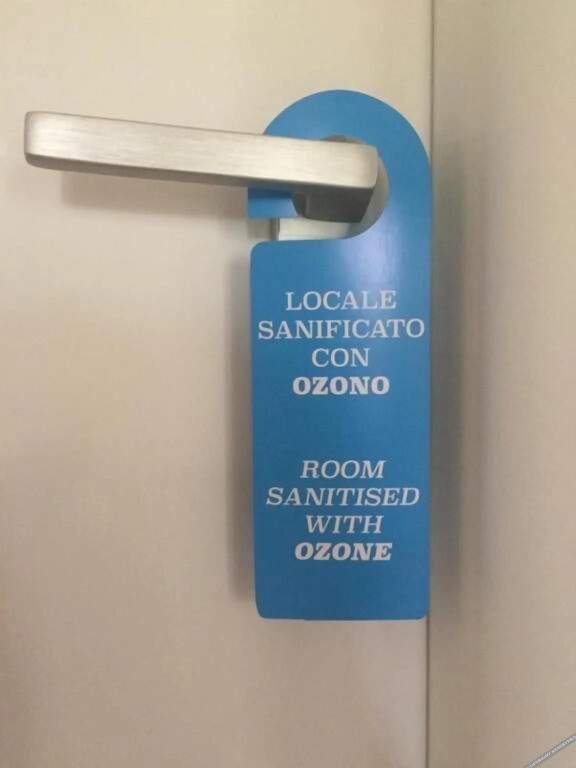 LOCALE
SANIFICATO
CON
OZONO
ROOM
SANITISED
WITH
OZONE